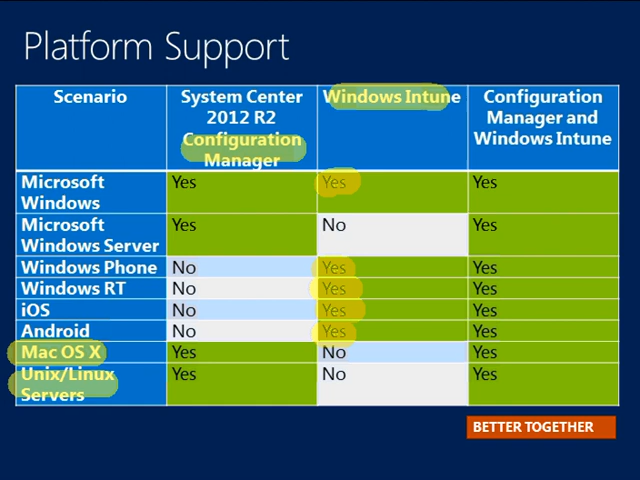 Platform Support
Scenario
System Center
2012 R2
Configuration
Manager
Windows Intune
Configuration
Manager and
Windows Intune
Microsoft
Windows
Yes
Yes
Yes
Microsoft
Windows Server
Yes
No
Yes
Windows Phone
No
Yes
Yes
Windows RT
No
Yes
Yes
iOS
No
Yes
Yes
Android
No
Yes
Yes
Mac OS X
Yes
No
Yes
Unix/Linux
Servers
Yes
No
Yes
BETTER TOGETHER